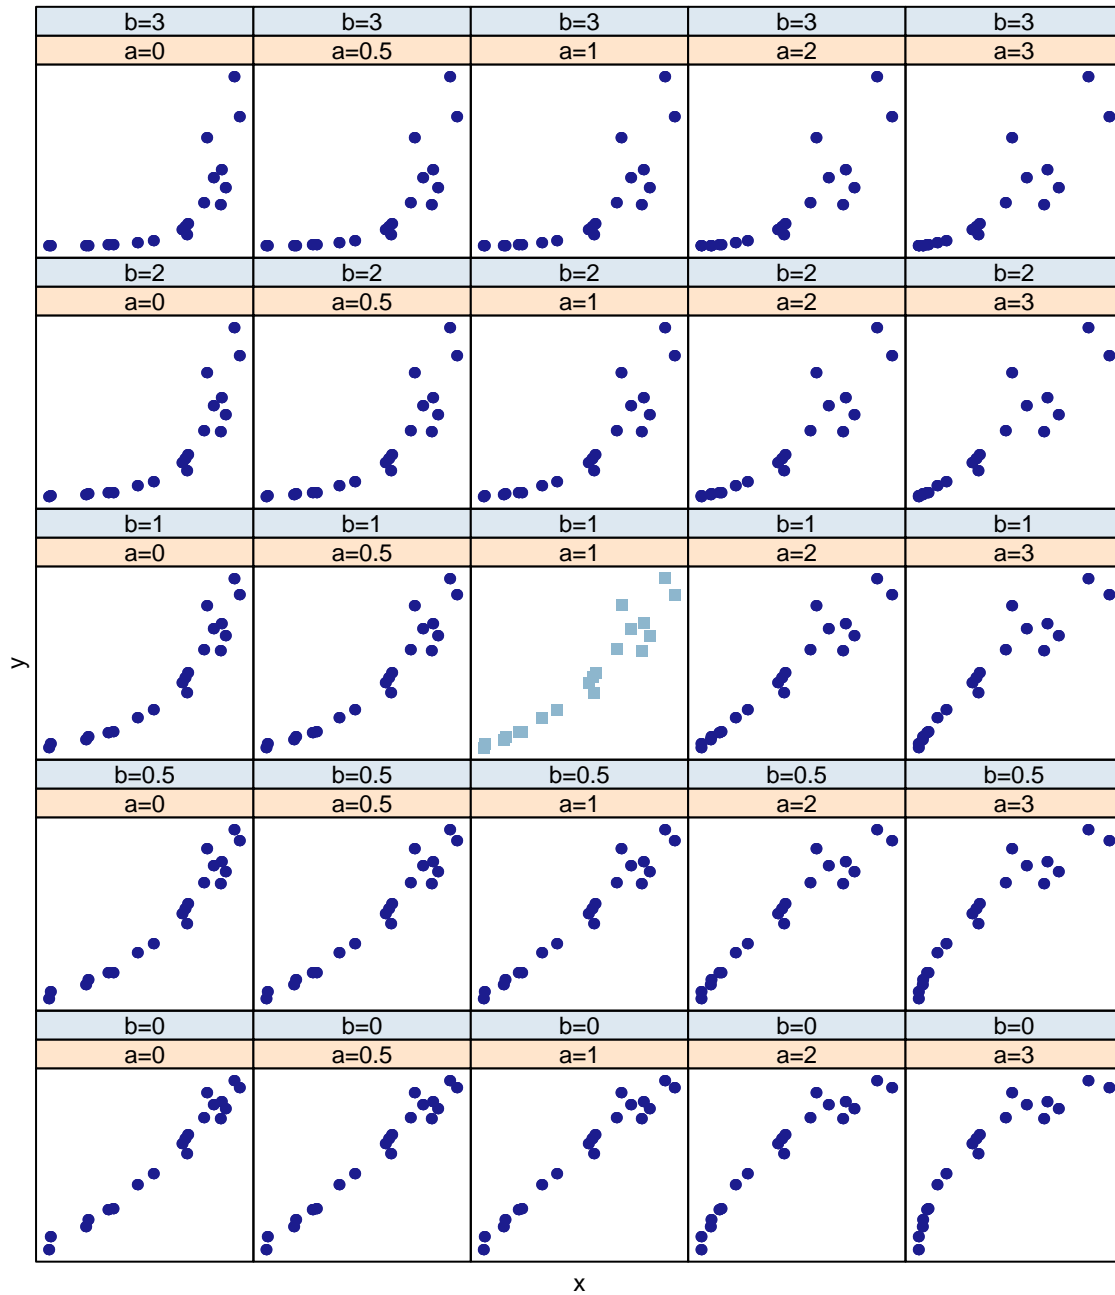 b=3 b=3 b=3 b=3 b=3
a=0 a=0.5 a=1 a=2 a=3
b=2 b=2 b=2 b=2 b=2
a=0 a=0.5 a=1 a=2 a=3
b=1 b=1 b=1 b=1 b=1
a=0 a=0.5 a=1 a=2 a=3
y
b=0.5 b=0.5 b=0.5 b=0.5 b=0.5
a=0 a=0.5 a=1 a=2 a=3
b=0 b=0 b=0 b=0 b=0
a=0 a=0.5 a=1 a=2 a=3
x